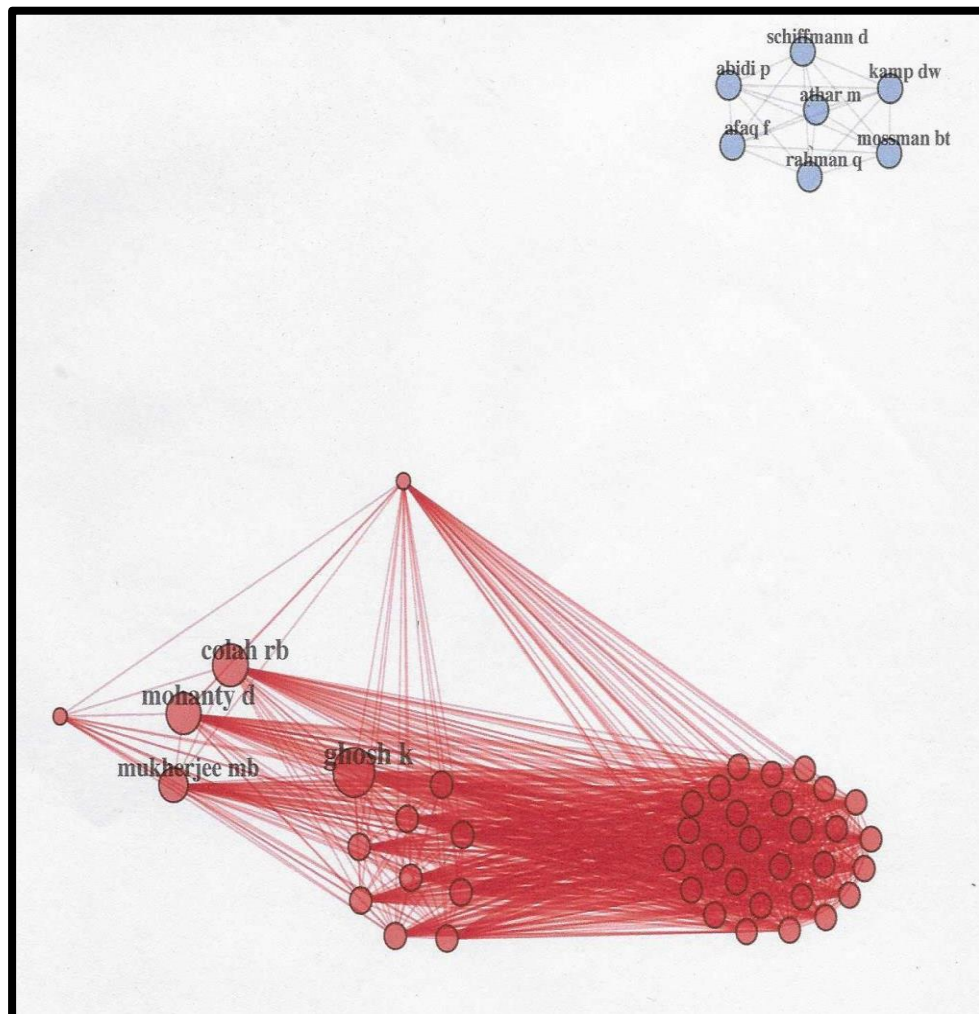 schiffmann d
abidi p
kamp dw
athar m
afaq f
mossman bt
rahman q
colah rb
mohanty d
ghosh k
mukherjee mb